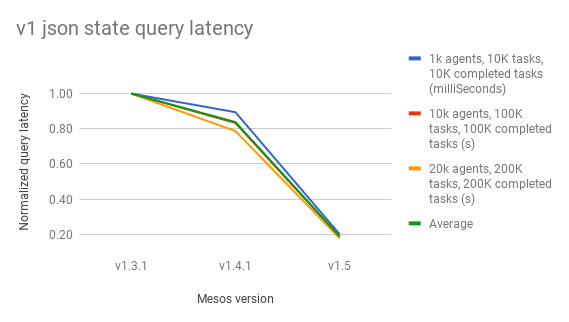 v1 json state query latency
1k agents, 10K tasks,
10K completed tasks
(milliSeconds)
10k agents, 100K
tasks, 100K completed
tasks (s)
20k agents, 200K
tasks, 200K completed
tasks (s)
Average
Normalized query latency
1.00
0.80
0.60
0.40
0.20
v1.3.1
v1.4.1
v1.5
Mesos version